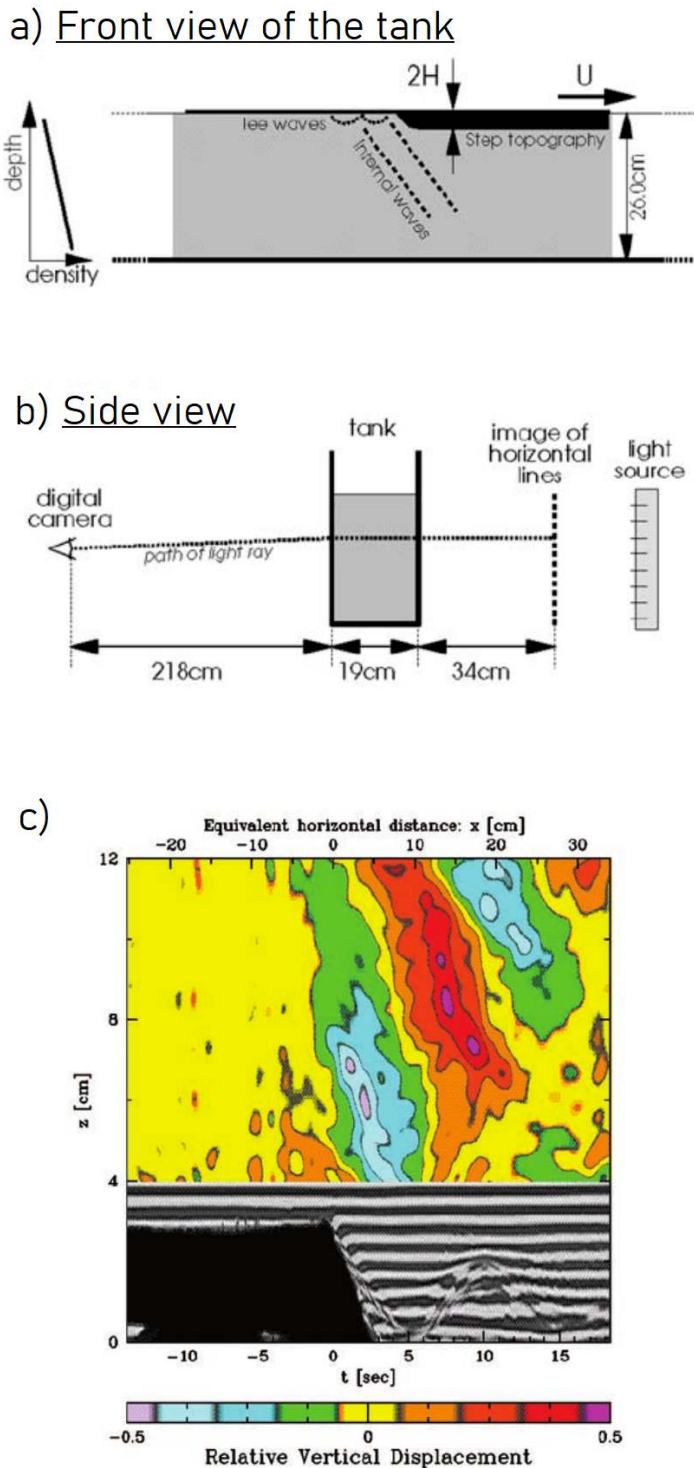 a) Front view of the tank
2H
U
lee waves
Step topography
Internal waves
depth
26.0cm
density
b) Side view
tank
image of
horizontal
lines
light
source
digital
camera
path of light ray
218cm
19cm
34cm
c)
Equivalent horizontal distance: x [cm]
-20 -10 0 10 20 30
12
8
z [cm]
4
0
-10 -5 0 5 10 15
t [sec]
-0.5 0 0.5
Relative Vertical Displacement